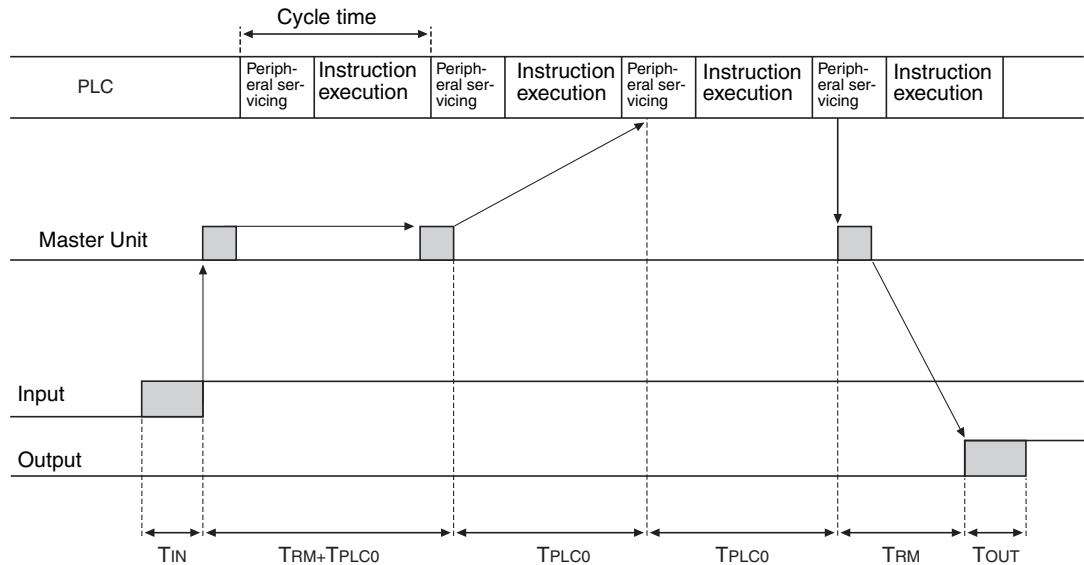 Cycle time
PLC
Periph-
eral ser-
vicing
Instruction
execution
Periph-
eral ser-
vicing
Instruction
execution
Periph-
eral ser-
vicing
Instruction
execution
Periph-
eral ser-
vicing
Instruction
execution
Master Unit
Input
Output
TIN
TRM+TPLC0
TPLC0
TPLC0
TRM
TOUT